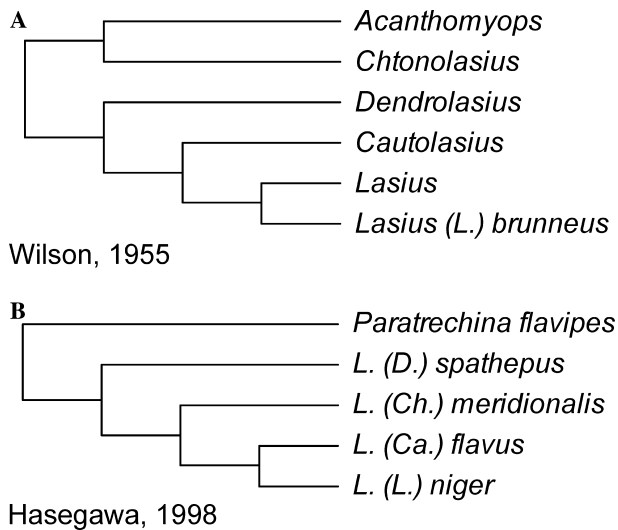 A
Acanthomyops
Chtonolasius
Dendrolasius
Cautolasius
Lasius
Lasius (L.) brunneus
Wilson, 1955
B
Paratrechina flavipes
L. (D.) spathepus
L. (Ch.) meridionalis
L. (Ca.) flavus
L. (L.) niger
Hasegawa, 1998